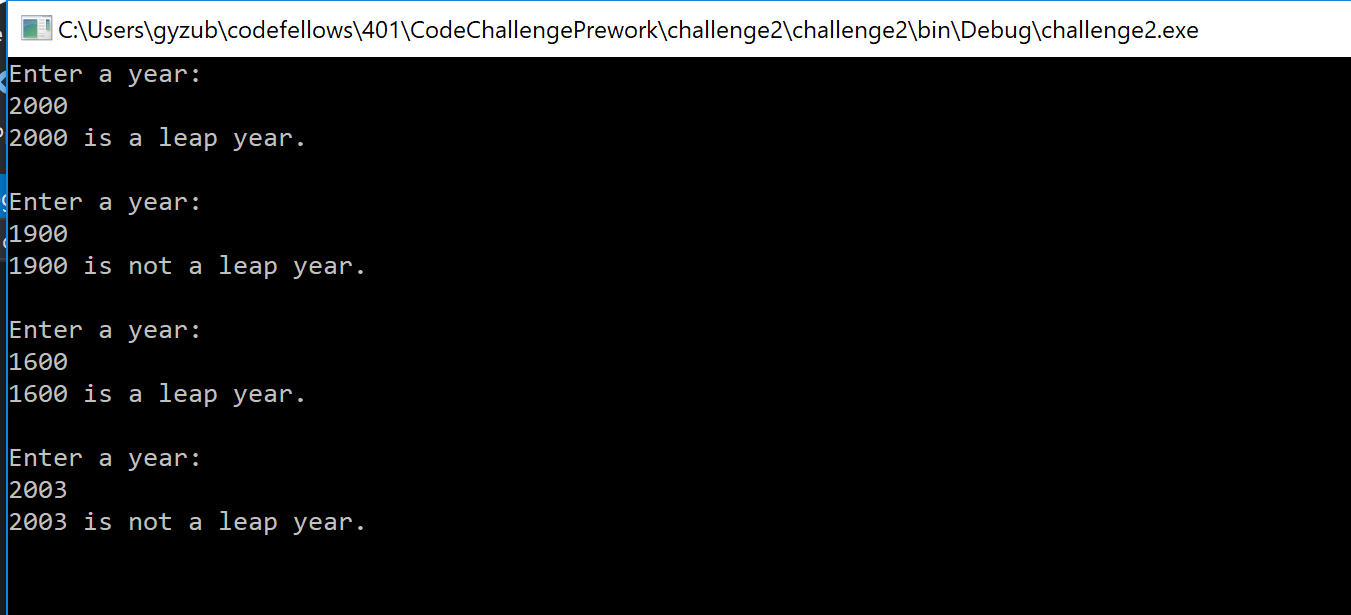 C:\Users\gyzub\codefellows\401\CodeChallengePrework\challenge2\challenge2\bin\Debug\challenge2.exe
Enter a year:
2000
2000 is a leap year.
Enter a year:
1900
1900 is not a leap year.
Enter a year:
1600
1600 is a leap year.
Enter a year:
2003
2003 is not a leap year.